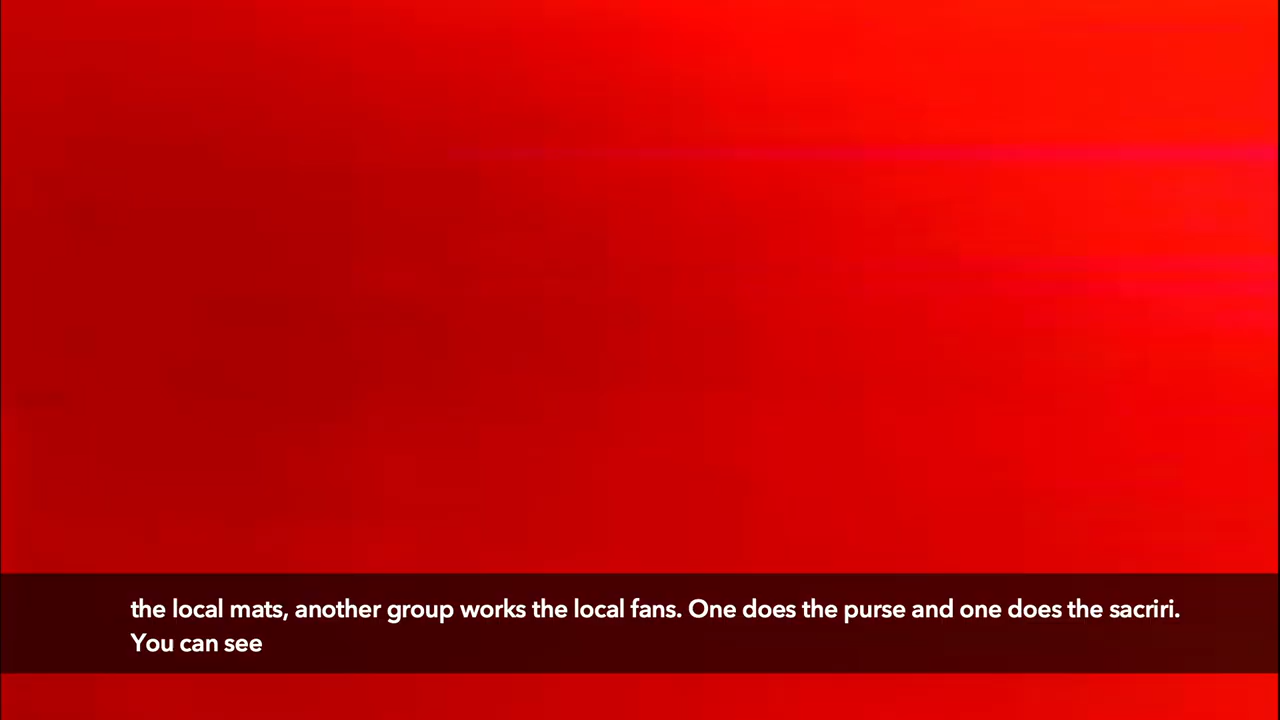 the local mats, another group works the local fans. One does the purse and one does the sacriri.
You can see